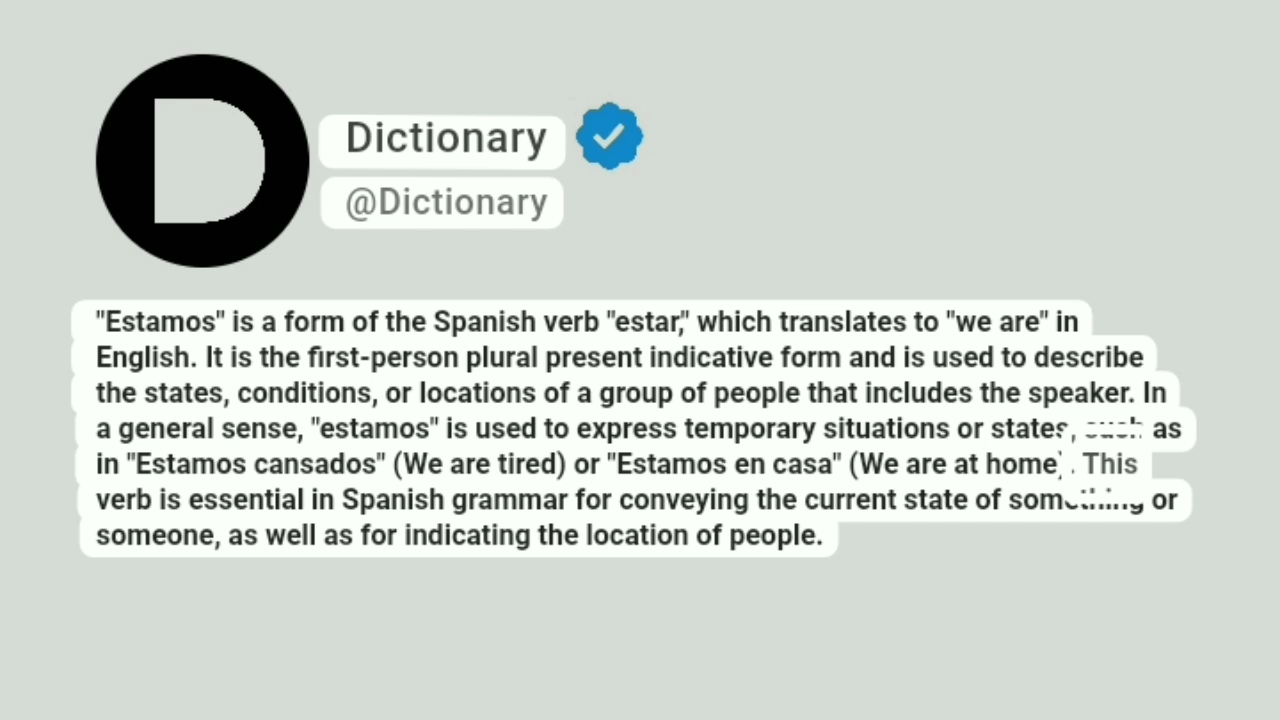 D
Dictionary
@Dictionary
"Estamos" is a form of the Spanish verb "estar," which translates to "we are" in
English. It is the first-person plural present indicative form and is used to describe
the states, conditions, or locations of a group of people that includes the speaker. In
a general sense, "estamos" is used to express temporary situations or states, such as
in "Estamos cansados" (We are tired) or "Estamos en casa" (We are at home). This
verb is essential in Spanish grammar for conveying the current state of something or
someone, as well as for indicating the location of people.